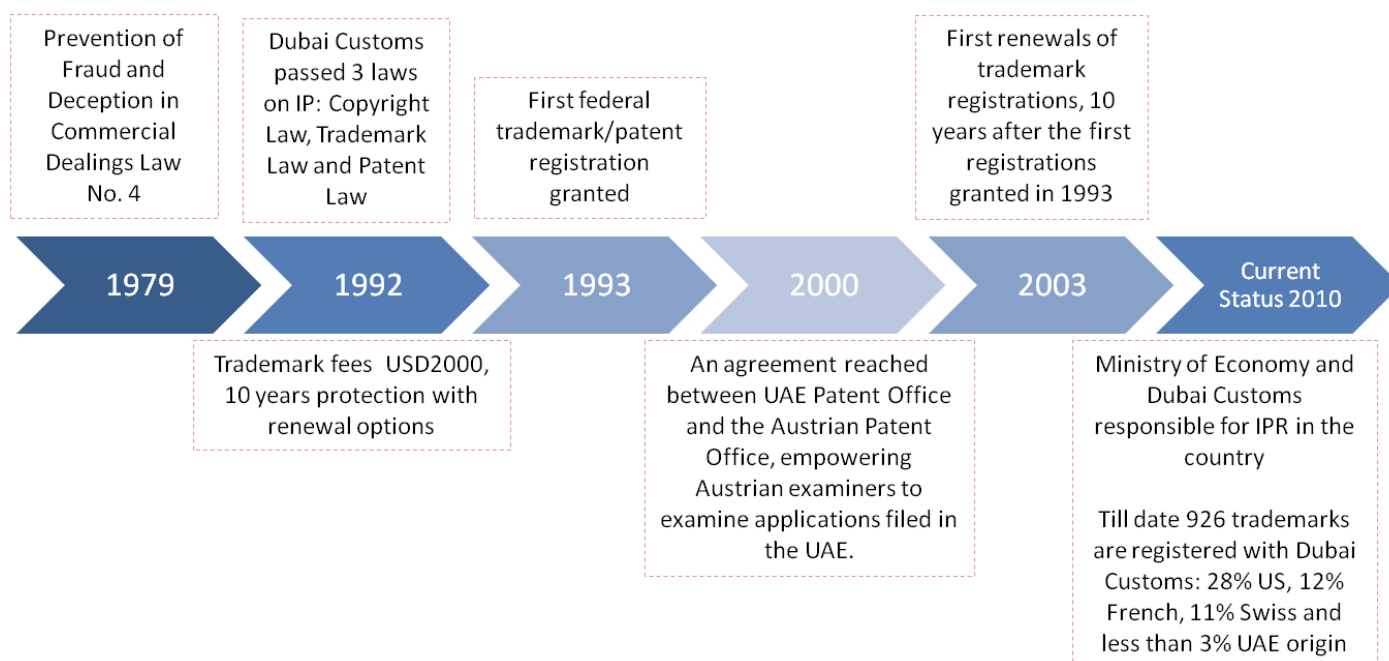 Prevention of
Fraud and
Deception in
Commercial
Dealings Law
No. 4
Dubai Customs
passed 3 laws
on IP: Copyright
Law, Trademark
Law and Patent
Law
First federal
trademark/patent
registration
granted
First renewals of
trademark
registrations, 10
years after the first
registrations
granted in 1993
1979
1992
1993
2000
2003
Current
Status 2010
Trademark fees USD2000,
10 years protection with
renewal options
An agreement reached
between UAE Patent Office
and the Austrian Patent
Office, empowering
Austrian examiners to
examine applications filed in
the UAE.
Ministry of Economy and
Dubai Customs
responsible for IPR in the
country
Till date 926 trademarks
are registered with Dubai
Customs: 28% US, 12%
French, 11% Swiss and
less than 3% UAE origin